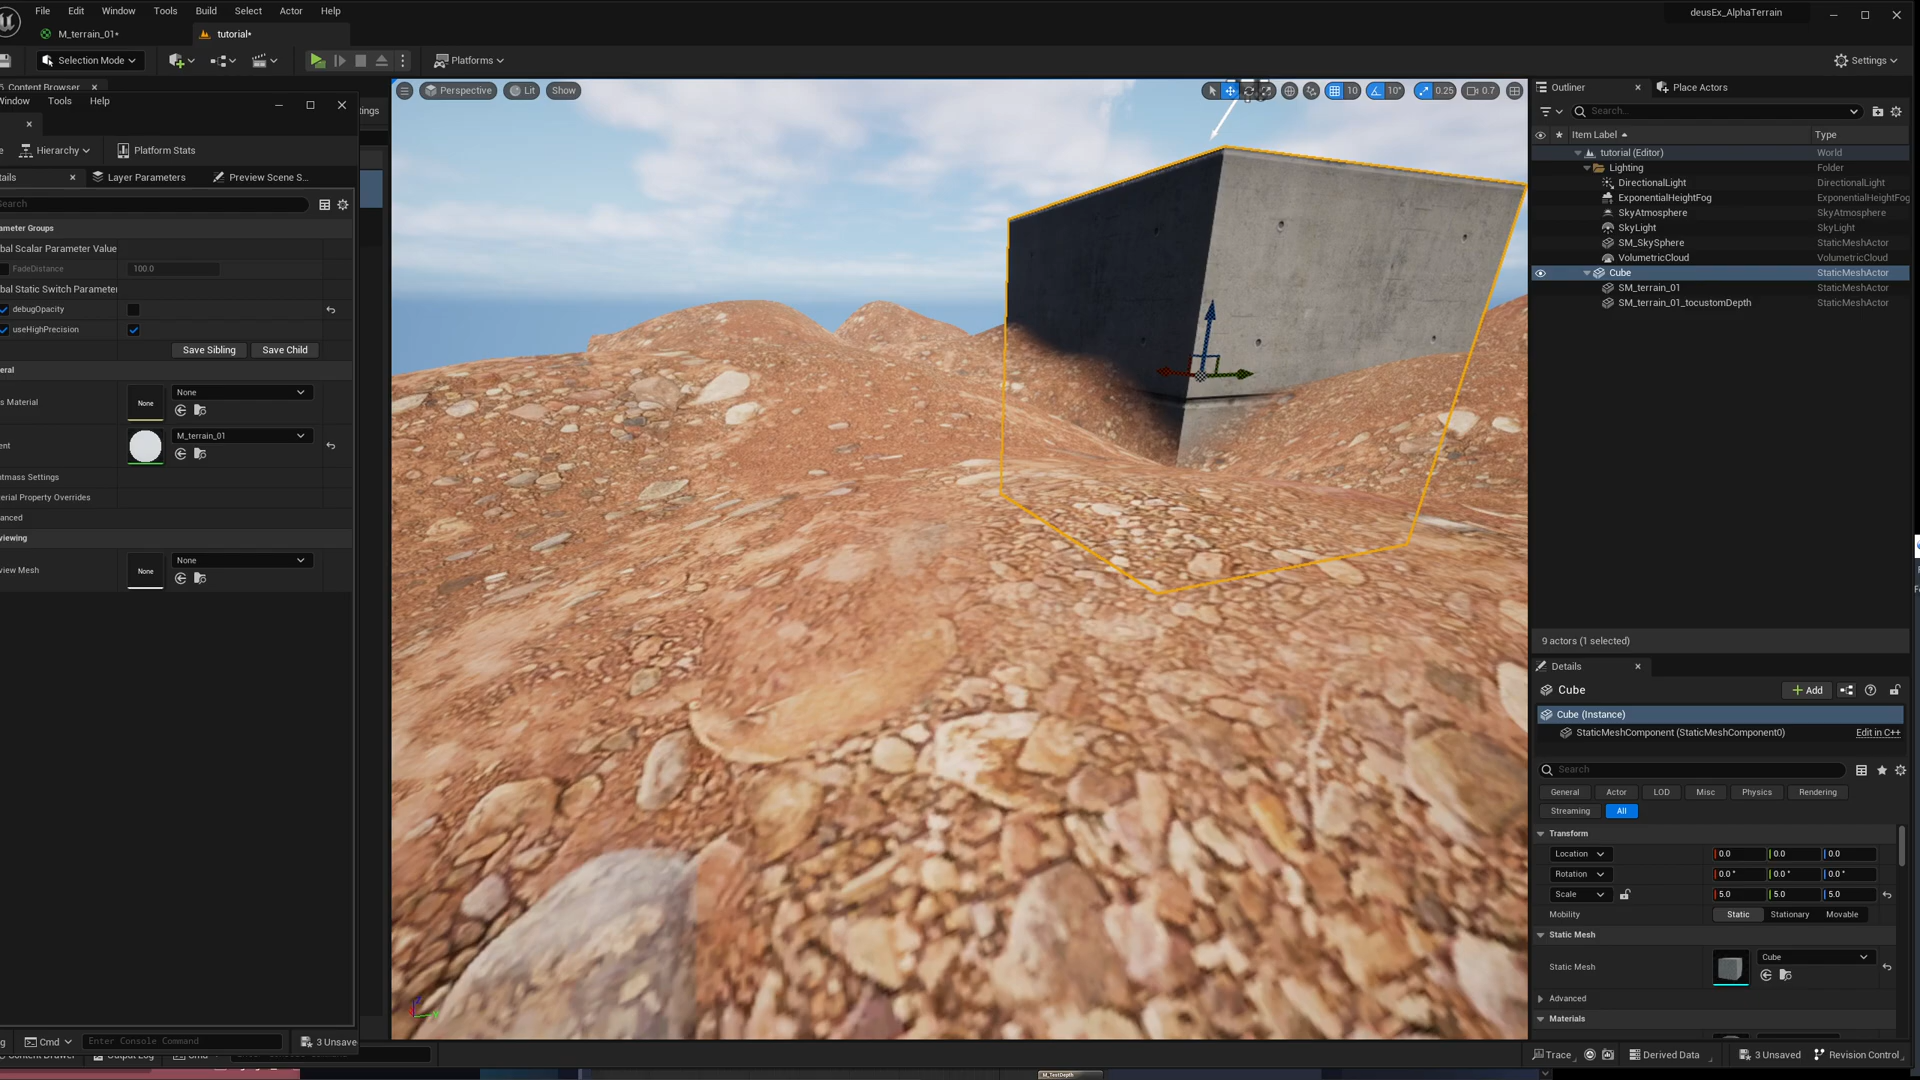 File Edit Window Tools Build Select Actor Help
deusEx_AlphaTerrain
M_terrain_01*
tutorial*
Selection Mode
Platforms
Settings
Content Browser
Window Tools Help
ngs
Hierarchy
Platform Stats
tails
Layer Parameters
Preview Scene S...
Search
ameter Groups
bal Scalar Parameter Value
FadeDistance
100.0
bal Static Switch Parameter
debugOpacity
useHighPrecision
Save Sibling
Save Child
eral
s Material
None
None
ent
M_terrain_01
ntmass Settings
terial Property Overrides
anced
viewing
view Mesh
None
None
Cmd
Enter Console Command
3 Unsave
Perspective
Lit
Show
10
10°
0.25
0.7
Outliner
Place Actors
Search...
Item Label
Type
tutorial (Editor) World
Lighting Folder
DirectionalLight DirectionalLight
ExponentialHeightFog ExponentialHeightFog
SkyAtmosphere SkyAtmosphere
SkyLight SkyLight
SM_SkySphere StaticMeshActor
VolumetricCloud VolumetricCloud
Cube StaticMeshActor
SM_terrain_01 StaticMeshActor
SM_terrain_01_tocustomDepth StaticMeshActor
9 actors (1 selected)
Details
Cube
Add
Cube (Instance)
StaticMeshComponent (StaticMeshComponent0)
Edit in C++
Search
General Actor LOD Misc Physics Rendering
Streaming All
Transform
Location 0.0 0.0 0.0
Rotation 0.0° 0.0° 0.0°
Scale 5.0 5.0 5.0
Mobility Static Stationary Movable
Static Mesh
Static Mesh
Cube
Advanced
Materials
Trace
Derived Data
3 Unsaved
Revision Control
M_TestDepth